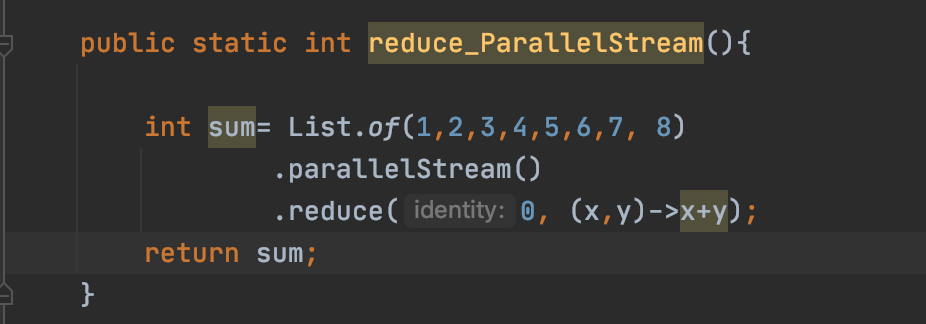 public static int reduce_ParallelStream(){
int sum= List.of(1,2,3,4,5,6,7, 8)
.parallelStream()
.reduce( identity: 0, (x,y)->x+y);
return sum;
}